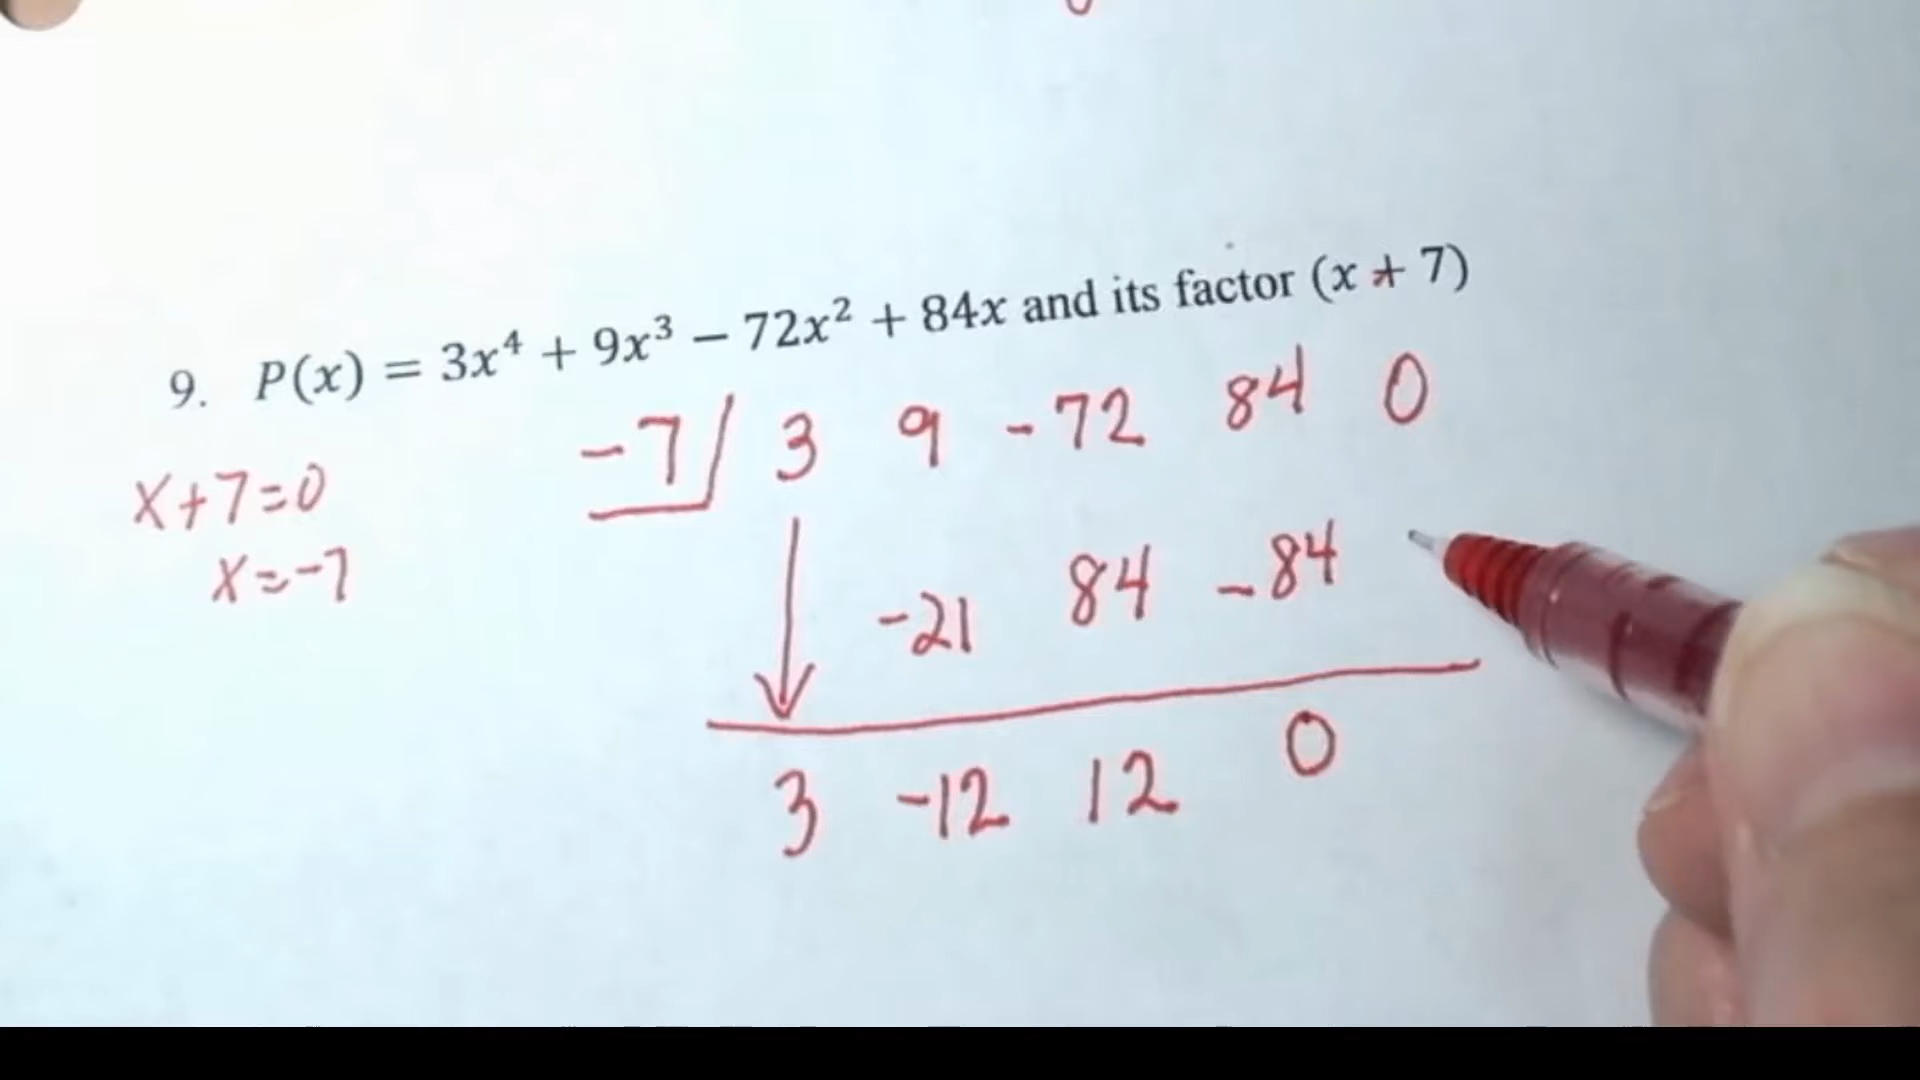 9. P(x) = 3x⁴ + 9x³ − 72x² + 84x and its factor (x + 7)
-7 3 9 -72 84 0
x+7=0
x=-7
-21 84 -84
3 -12 12 0